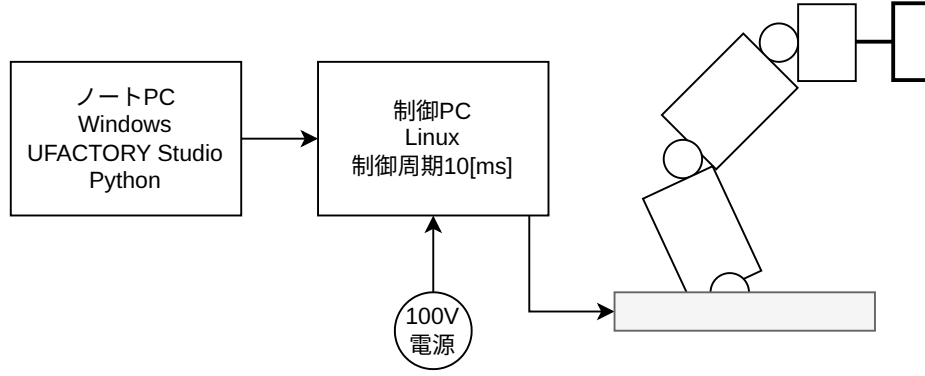 ノートPC
Windows
UFACTORY Studio
Python
制御PC
Linux
制御周期10[ms]
100V
電源